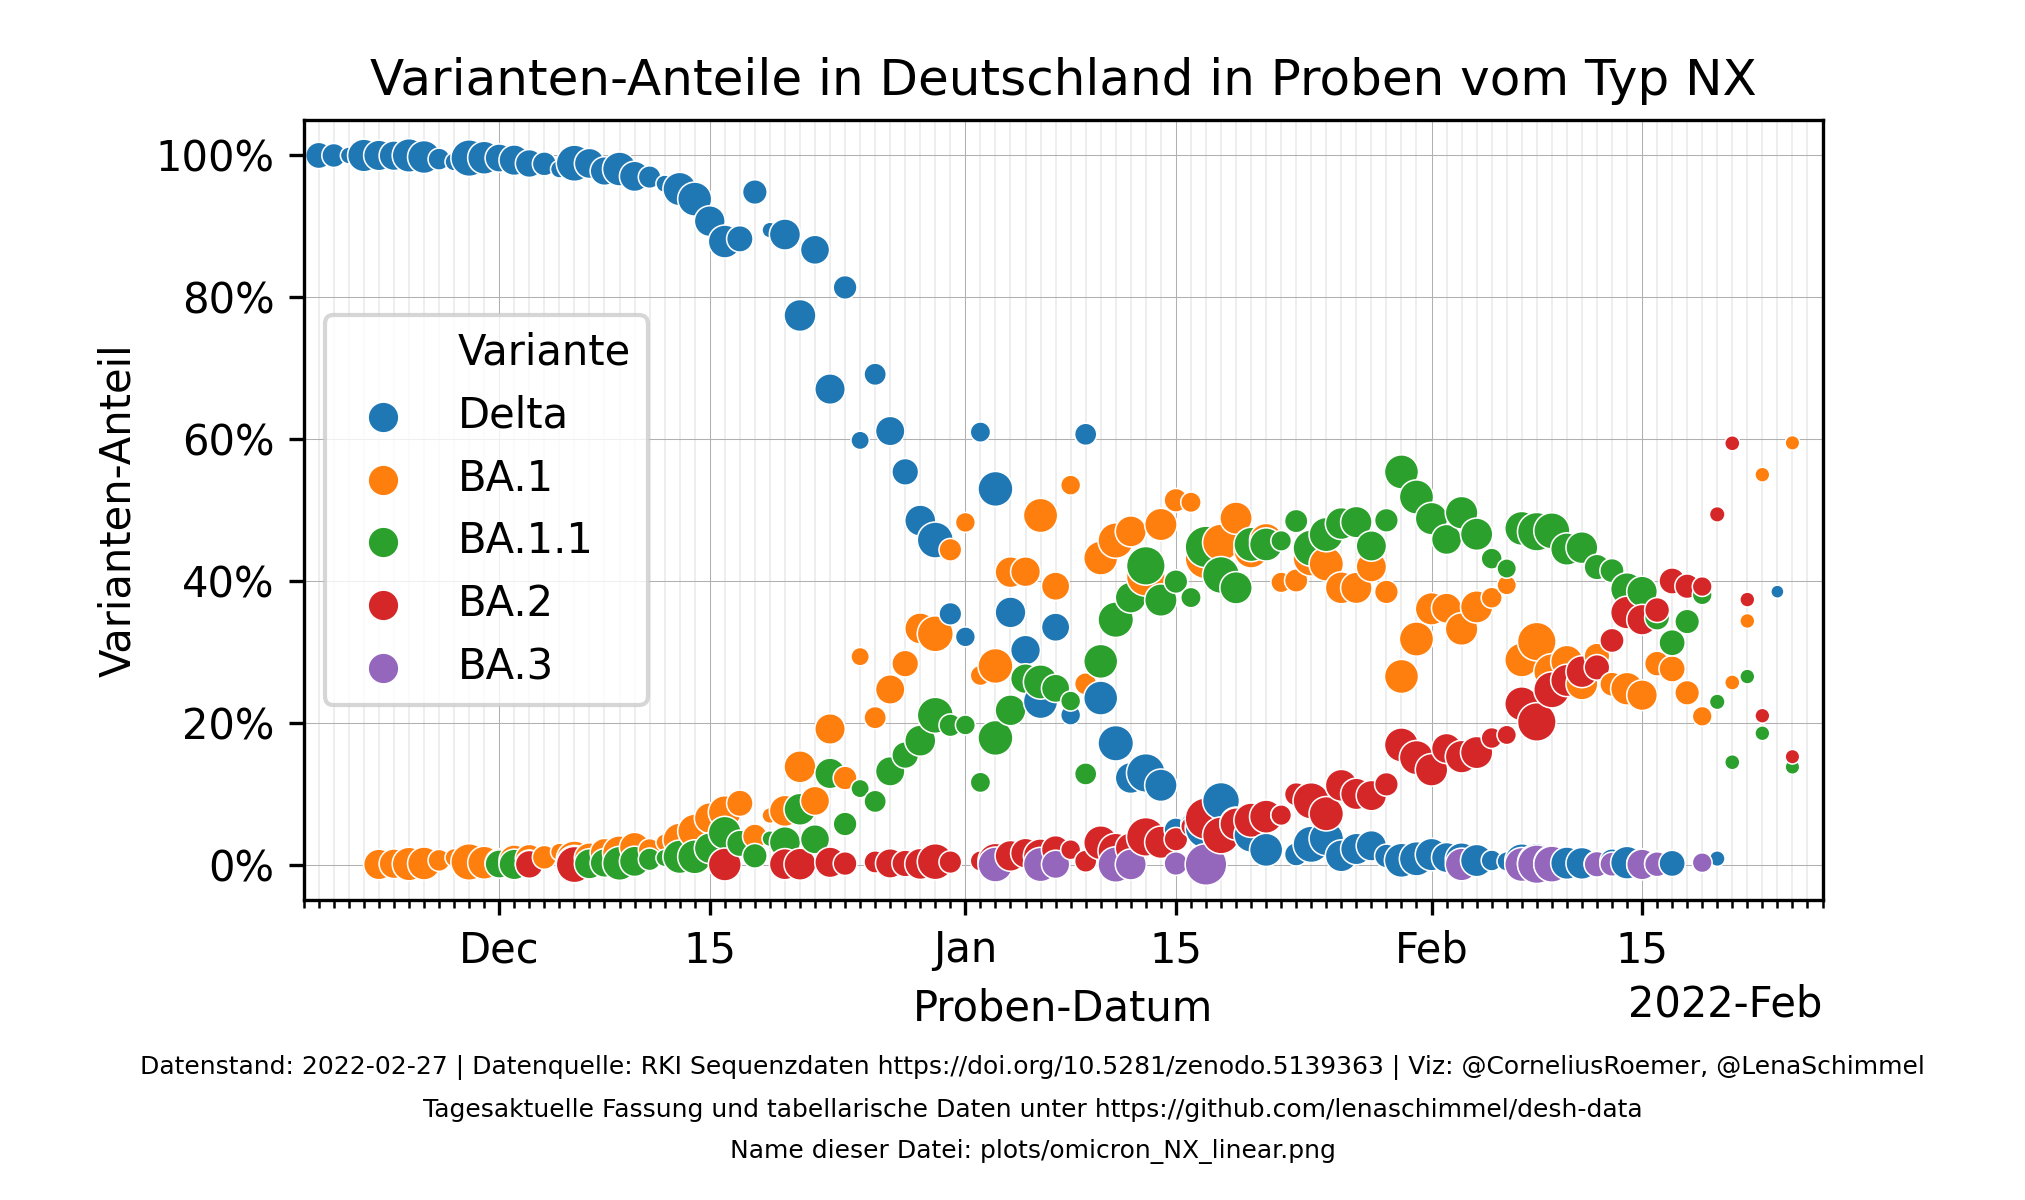 Varianten-Anteile in Deutschland in Proben vom Typ NX
Varianten-Anteil
100%
80%
60%
40%
20%
0%
Variante
Delta
BA.1
BA.1.1
BA.2
BA.3
Dec
15
Jan
15
Feb
15
Proben-Datum
2022-Feb
Datenstand: 2022-02-27 | Datenquelle: RKI Sequenzdaten https://doi.org/10.5281/zenodo.5139363 | Viz: @CorneliusRoemer, @LenaSchimmel
Tagesaktuelle Fassung und tabellarische Daten unter https://github.com/lenaschimmel/desh-data
Name dieser Datei: plots/omicron_NX_linear.png